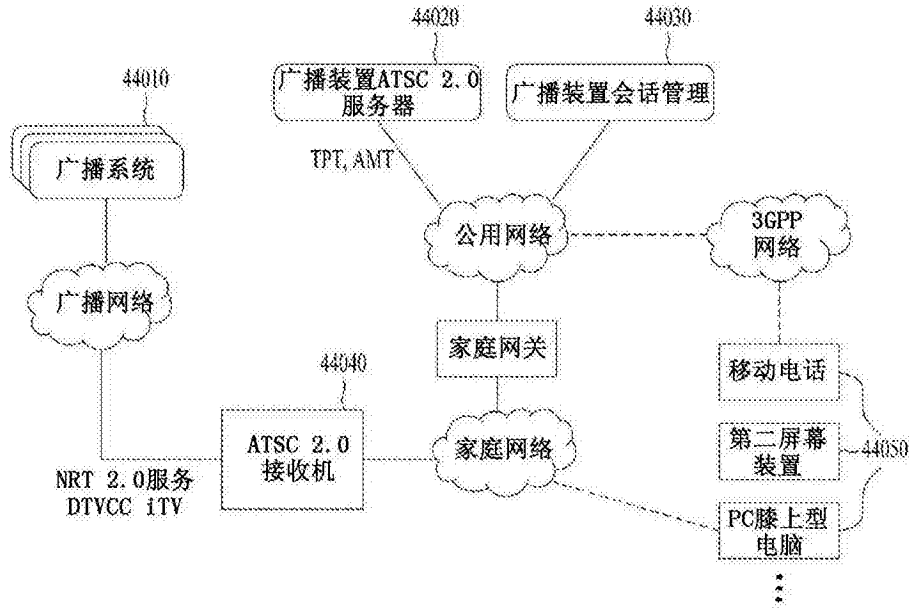 44020
44030
44010
广播装置ATSC 2.0
服务器
广播装置会话管理
广播系统
TPT, AMT
公用网络
3GPP
网络
广播网络
家庭网关
44040
移动电话
ATSC 2.0
接收机
家庭网络
第二屏幕
装置
44050
NRT 2.0服务
DTVCC iTV
PC膝上型
电脑